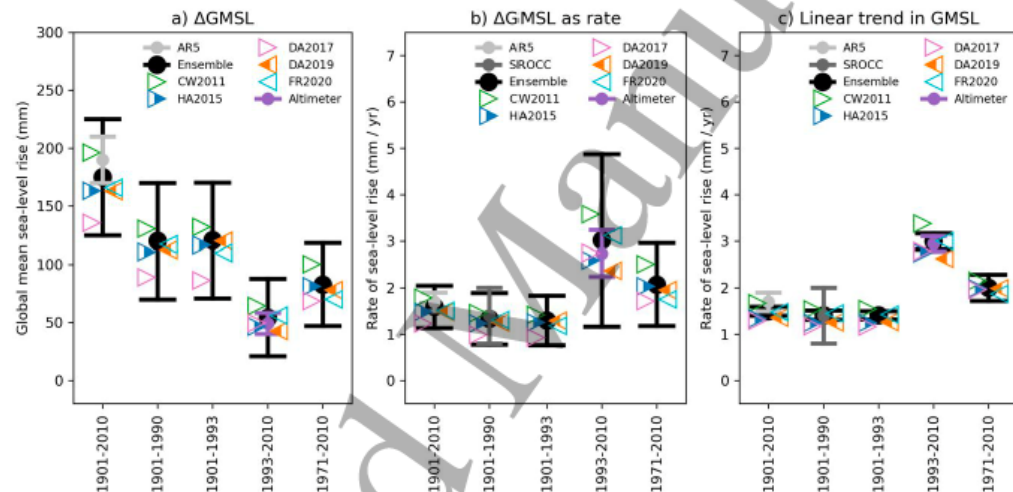 a) ΔGMSL
Global mean sea-level rise (mm)
300
250
200
150
100
50
0
AR5
Ensemble
CW2011
HA2015
DA2017
DA2019
FR2020
Altimeter
1901-2010
1901-1990
1901-1993
1993-2010
1971-2010
b) ΔGMSL as rate
Rate of sea-level rise (mm / yr)
7
6
5
4
3
2
1
0
AR5
SROCC
Ensemble
CW2011
HA2015
DA2017
DA2019
FR2020
Altimeter
1901-2010
1901-1990
1901-1993
1993-2010
1971-2010
c) Linear trend in GMSL
Rate of sea-level rise (mm / yr)
7
6
5
4
3
2
1
0
AR5
SROCC
Ensemble
CW2011
HA2015
DA2017
DA2019
FR2020
Altimeter
1901-2010
1901-1990
1901-1993
1993-2010
1971-2010
d Manu